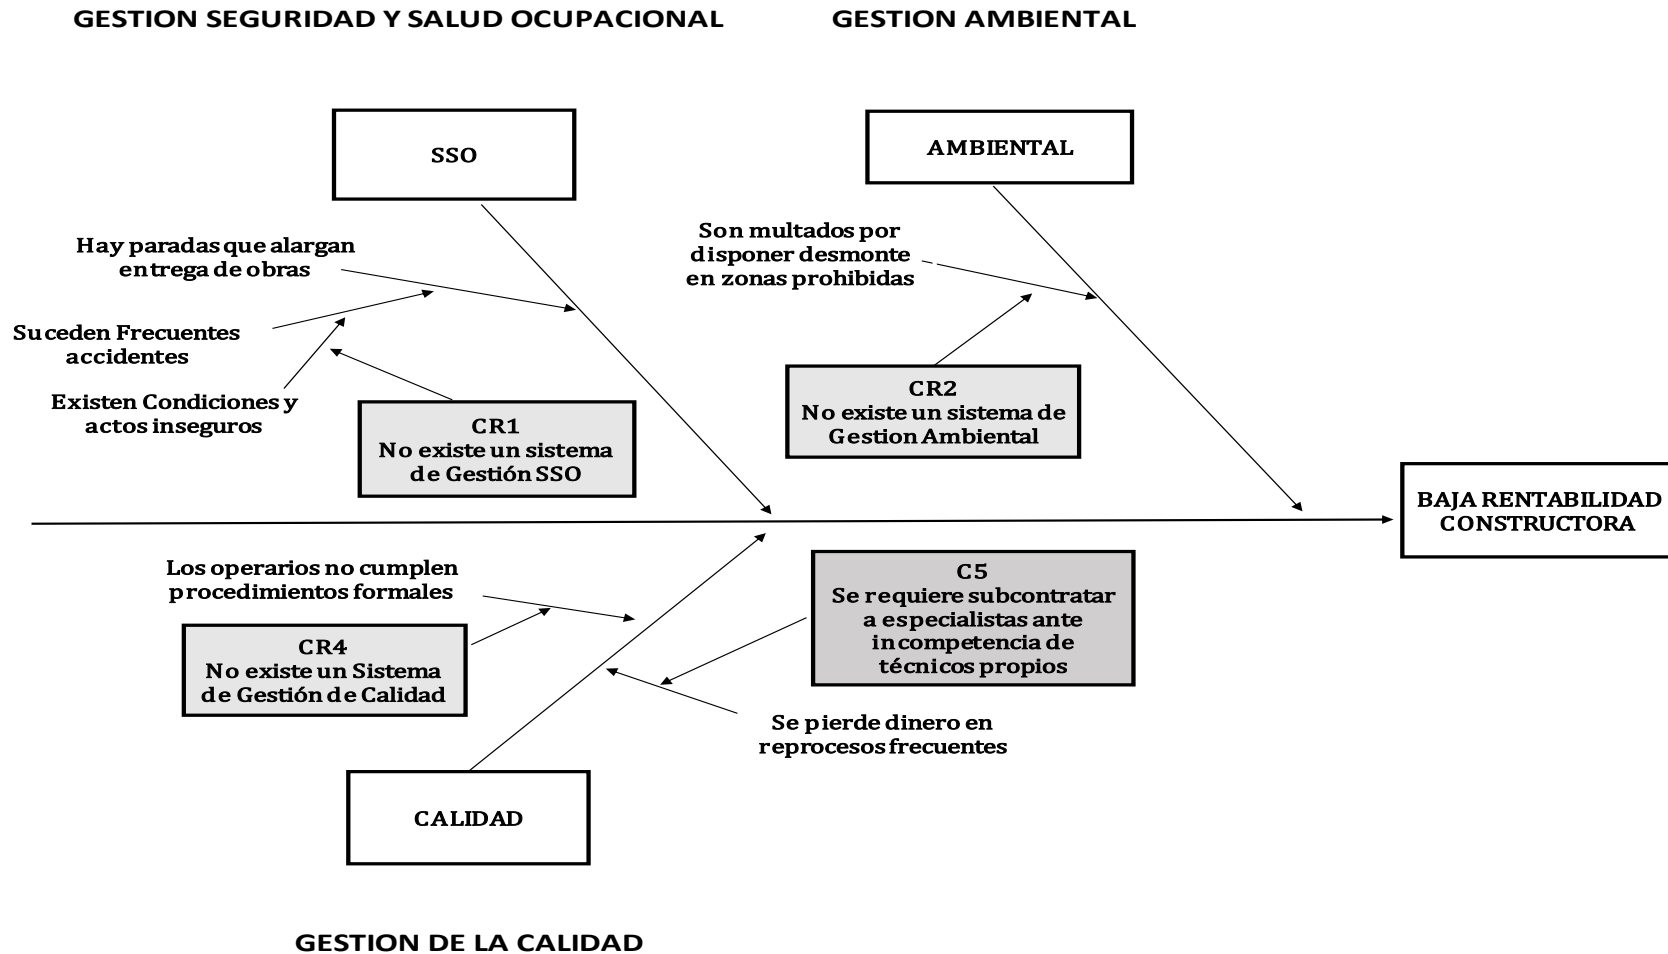 GESTION SEGURIDAD Y SALUD OCUPACIONAL
GESTION AMBIENTAL
SSO
AMBIENTAL
Hay paradas que alargan
entrega de obras
Son multados por
disponer desmonte
en zonas prohibidas
Suceden Frecuentes
accidentes
Existen Condiciones y
actos inseguros
CR1
No existe un sistema
de Gestión SSO
CR2
No existe un sistema de
Gestion Ambiental
BAJA RENTABILIDAD
CONSTRUCTORA
Los operarios no cumplen
procedimientos formales
CR4
No existe un Sistema
de Gestión de Calidad
C5
Se requiere subcontratar
a especialistas ante
incompetencia de
técnicos propios
Se pierde dinero en
reprocesos frecuentes
CALIDAD
GESTION DE LA CALIDAD